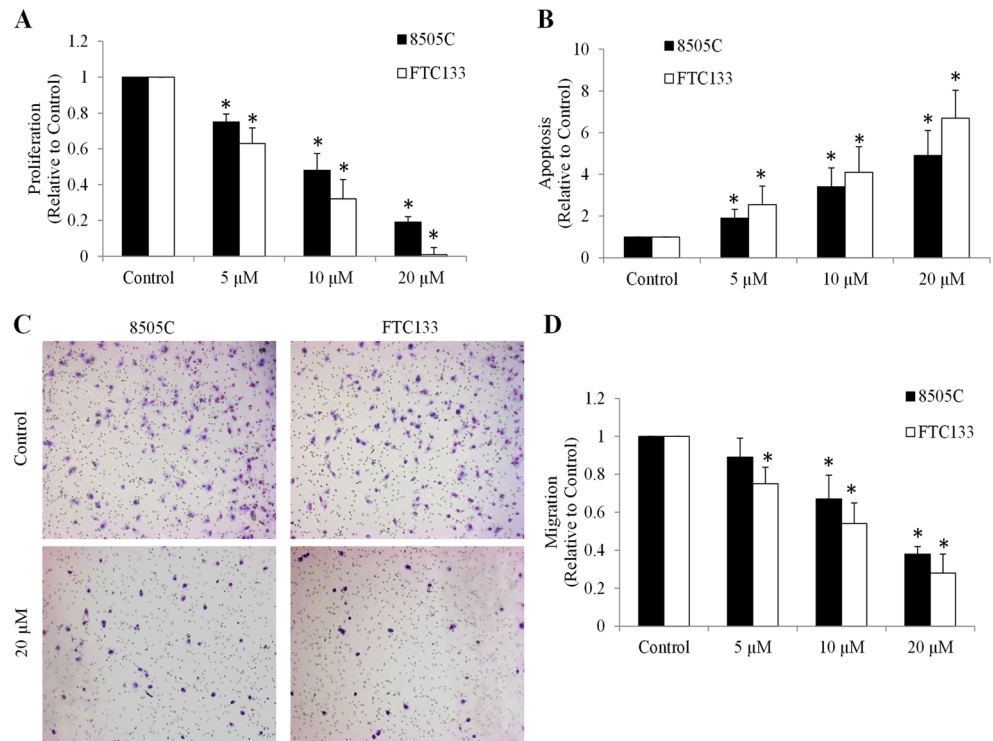 A
Proliferation
(Relative to Control)
1.2
1
0.8
0.6
0.4
0.2
0
8505C
FTC133
* * * * * *
Control 5 μM 10 μM 20 μM
B
Apoptosis
(Relative to Control)
10
8
6
4
2
0
8505C
FTC133
* * * * * *
Control 5 μM 10 μM 20 μM
C
8505C FTC133
Control
20 μM
D
Migration
(Relative to Control)
1.2
1
0.8
0.6
0.4
0.2
0
8505C
FTC133
* * * * *
Control 5 μM 10 μM 20 μM